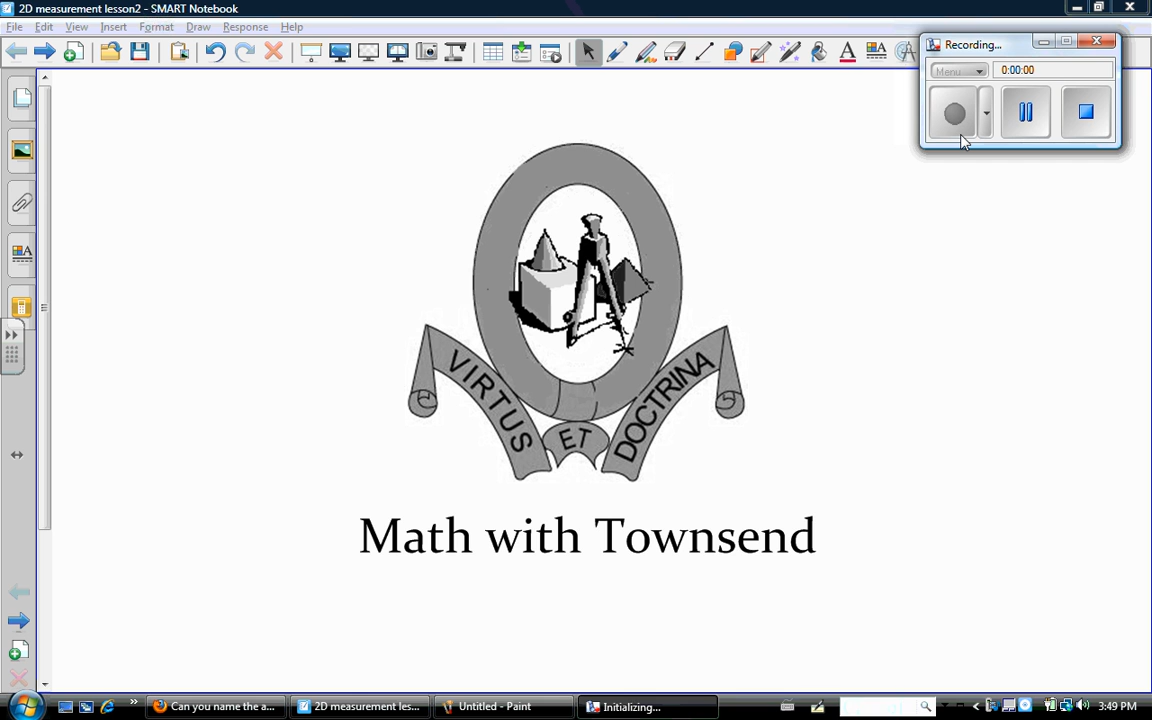 2D measurement lesson2 - SMART Notebook
File Edit View Insert Format Draw Response Help
Recording...
Menu 0:00:00
VIRTUS ET DOCTRINA
Math with Townsend
Can you name the a... 2D measurement les... Untitled - Paint Initializing... 3:49 PM